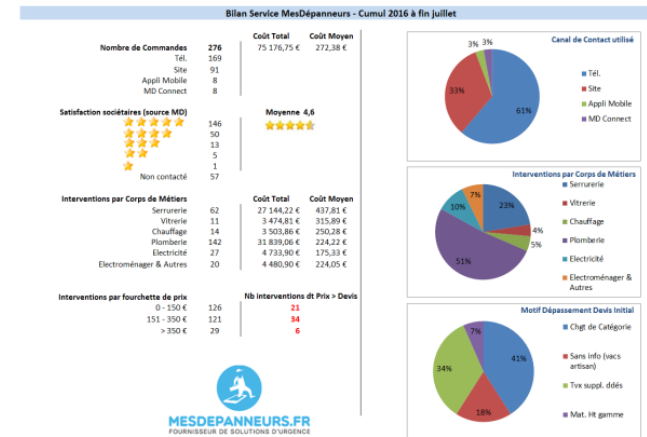 Bilan Service MesDépanneurs - Cumul 2016 à fin juillet
Coût Total Coût Moyen
Nombre de Commandes 276 75 176,75 € 272,38 €
Tél. 169
Site 91
Appli Mobile 8
MD Connect 8
Satisfaction sociétaires (source MD) Moyenne 4,6
146
50
13
5
1
Non contacté 57
Interventions par Corps de Métiers Coût Total Coût Moyen
Serrurerie 62 27 144,22 € 437,81 €
Vitrerie 11 3 474,81 € 315,89 €
Chauffage 14 3 503,86 € 250,28 €
Plomberie 142 31 839,06 € 224,22 €
Electricité 27 4 733,90 € 175,33 €
Electroménager & Autres 20 4 480,90 € 224,05 €
Interventions par fourchette de prix Nb interventions dt Prix > Devis
0 - 150 € 126 21
151 - 350 € 121 34
> 350 € 29 6
MESDEPANNEURS.FR
FOURNISSEUR DE SOLUTIONS D'URGENCE
Canal de Contact utilisé
3% 3%
33%
61%
Tél.
Site
Appli Mobile
MD Connect
Interventions par Corps de Métiers
7%
23%
10%
4%
5%
51%
Serrurerie
Vitrerie
Chauffage
Plomberie
Electricité
Electroménager &
Autres
Motif Dépassement Devis Initial
7%
41%
34%
18%
Chgt de Catégorie
Sans info (vacs
artisan)
Tvx suppl. ddés
Mat. Ht gamme